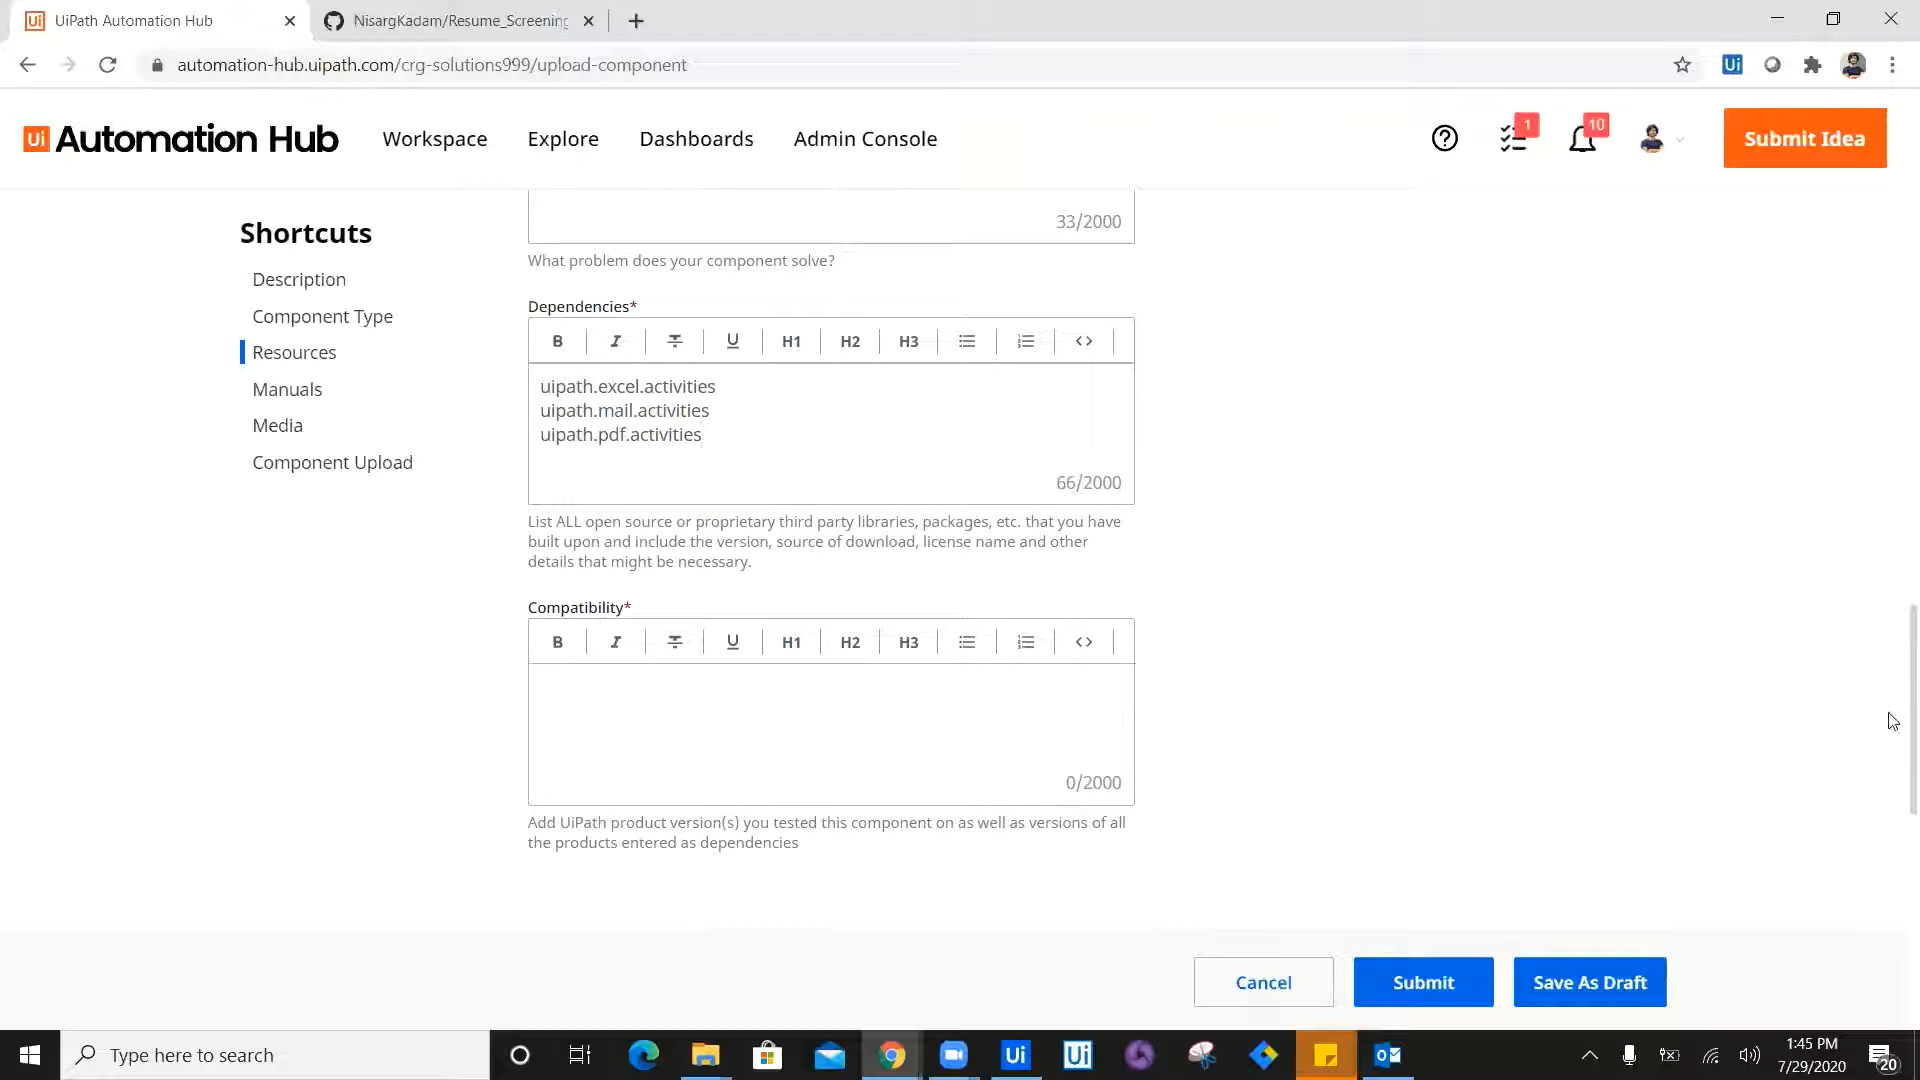 Ui UiPath Automation Hub
NisargKadam/Resume_Screening
automation-hub.uipath.com/crg-solutions999/upload-component
Ui
Ui Automation Hub
Workspace
Explore
Dashboards
Admin Console
1
10
Submit Idea
Shortcuts
Description
Component Type
Resources
Manuals
Media
Component Upload
33/2000
What problem does your component solve?
Dependencies*
B I T U H1 H2 H3 <>
uipath.excel.activities
uipath.mail.activities
uipath.pdf.activities
66/2000
List ALL open source or proprietary third party libraries, packages, etc. that you have
built upon and include the version, source of download, license name and other
details that might be necessary.
Compatibility*
B I T U H1 H2 H3 <>
0/2000
Add UiPath product version(s) you tested this component on as well as versions of all
the products entered as dependencies
Cancel
Submit
Save As Draft
Type here to search
Ui
Ui
1:45 PM
7/29/2020
20